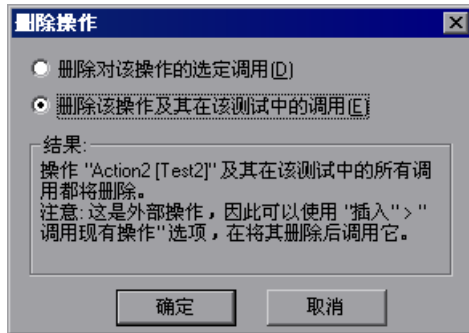 删除操作
删除对该操作的选定调用(D)
删除该操作及其在该测试中的调用(E)
结果:
操作 "Action2 [Test2]" 及其在该测试中的所有调
用都将删除。
注意: 这是外部操作，因此可以使用 "插入" > "
调用现有操作" 选项，在将其删除后调用它。
确定
取消